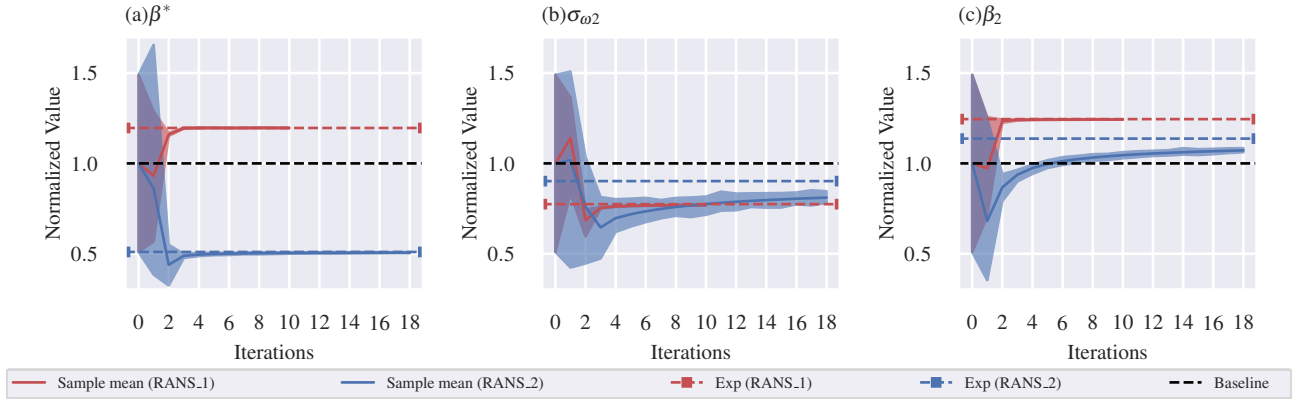 (a)β*
Normalized Value
1.5
1.0
0.5
0 2 4 6 8 10 12 14 16 18
Iterations
(b)σω2
Normalized Value
1.5
1.0
0.5
0 2 4 6 8 10 12 14 16 18
Iterations
(c)β2
Normalized Value
1.5
1.0
0.5
0 2 4 6 8 10 12 14 16 18
Iterations
Sample mean (RANS_1) Sample mean (RANS_2) Exp (RANS_1) Exp (RANS_2) Baseline